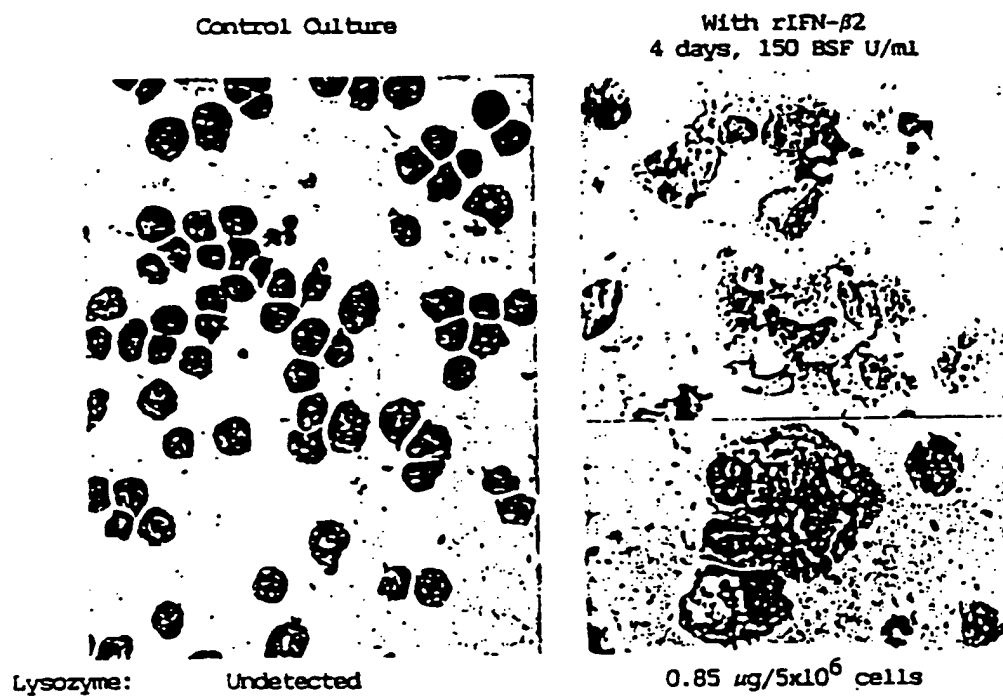 Control Culture
With rIFN-β2
4 days, 150 BSF U/ml
Lysozyme: Undetected
0.85 µg/5x10⁶ cells